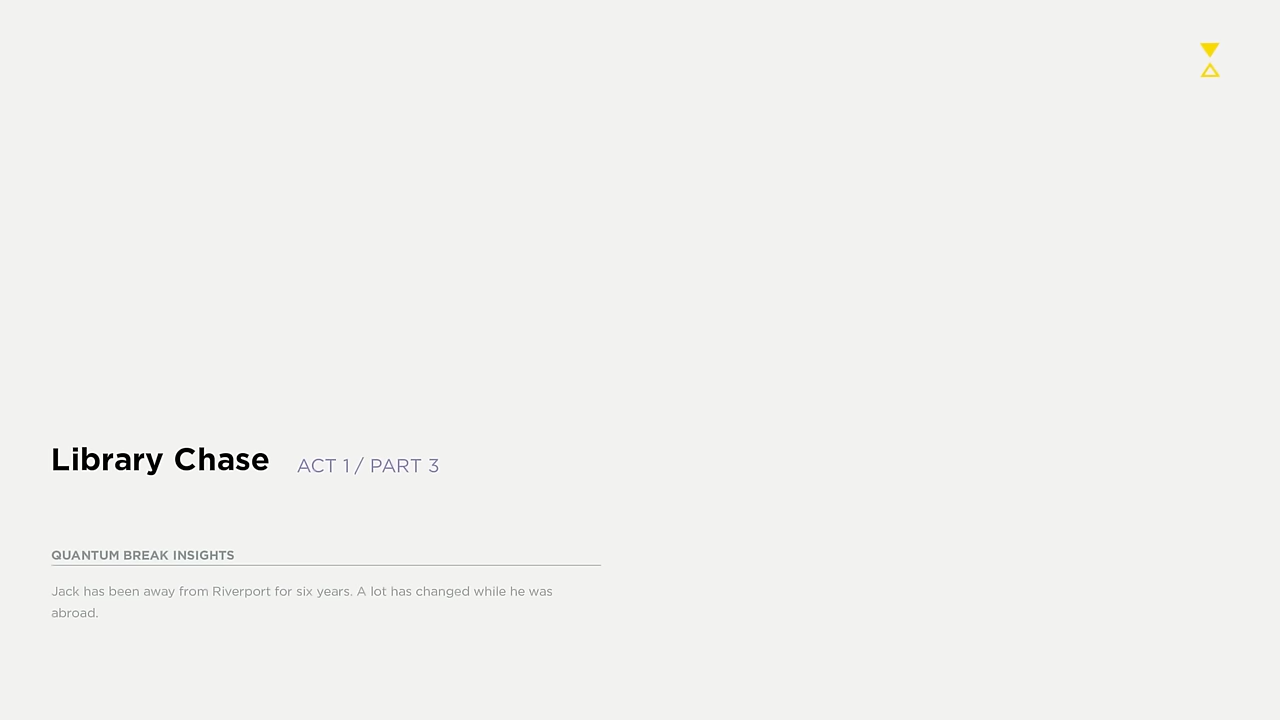 Library Chase ACT 1 / PART 3
QUANTUM BREAK INSIGHTS
Jack has been away from Riverport for six years. A lot has changed while he was
abroad.